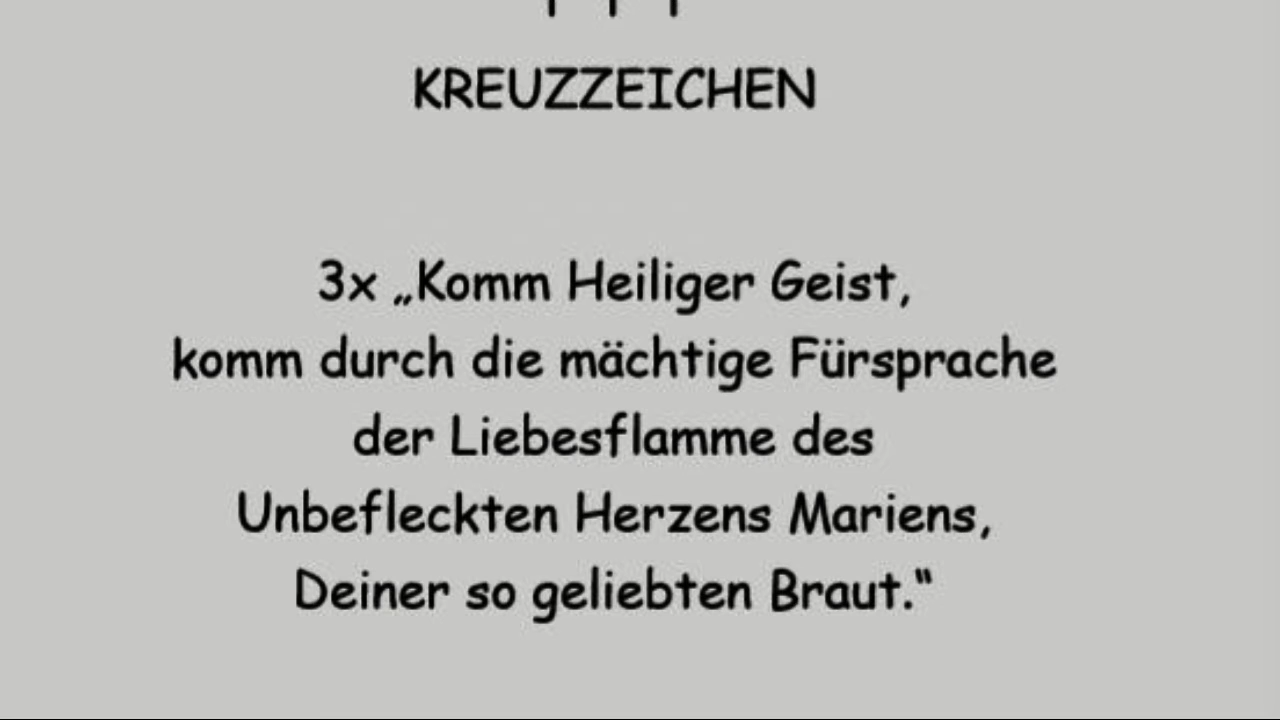 KREUZZEICHEN
3x „Komm Heiliger Geist,
komm durch die mächtige Fürsprache
der Liebesflamme des
Unbefleckten Herzens Mariens,
Deiner so geliebten Braut.“